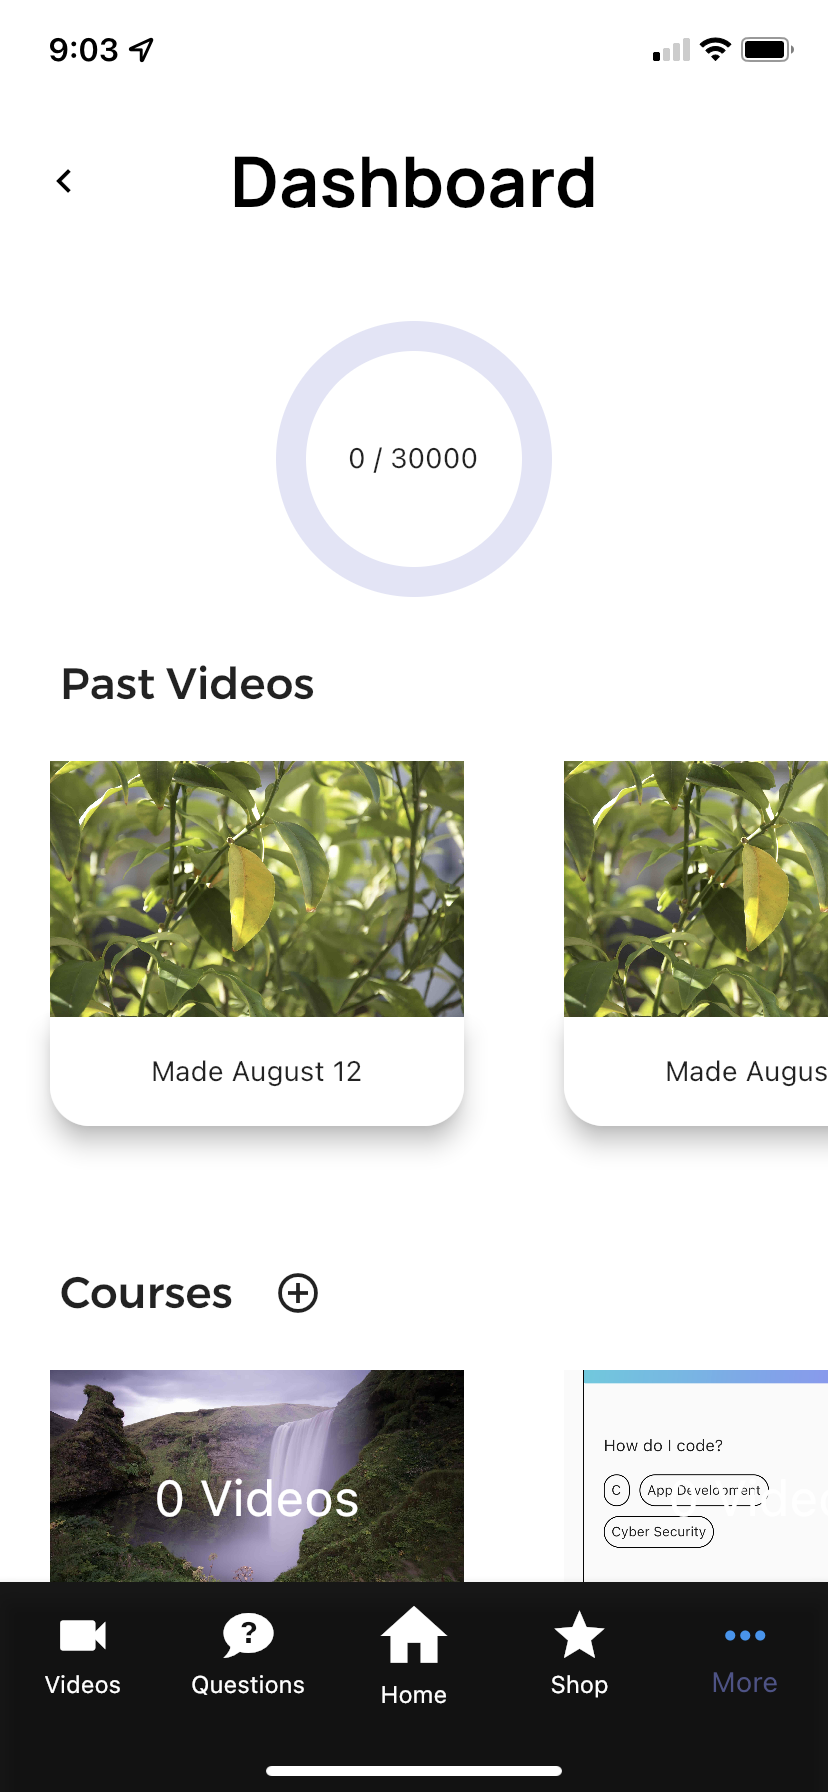 9:03
Dashboard
0 / 30000
Past Videos
Made August 12
Made Augus
Courses
0 Videos
How do I code?
C
App Development
Cyber Security
Videos
Questions
Home
Shop
More